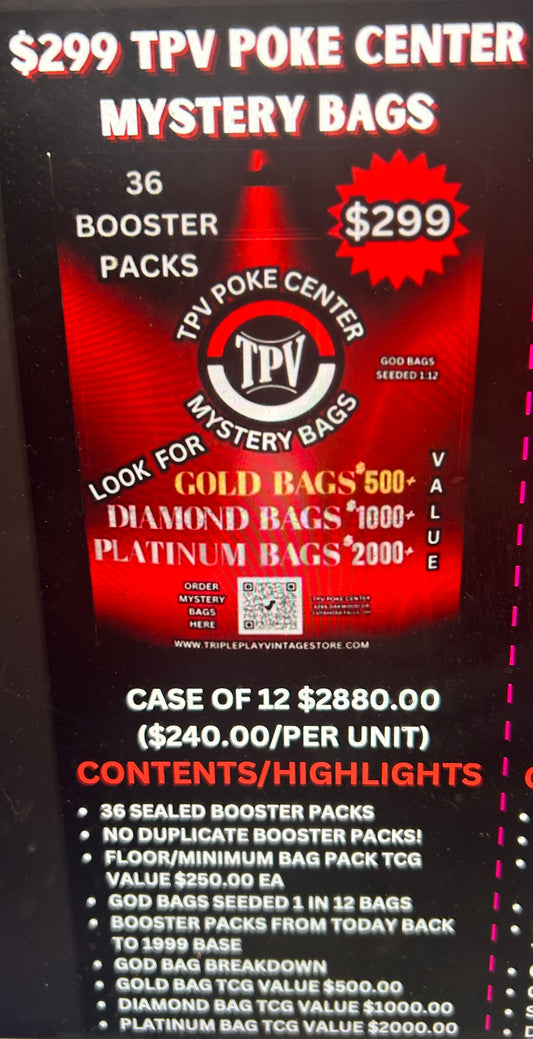 $299 TPV POKE CENTER
MYSTERY BAGS
36
BOOSTER
PACKS
$299
TPV POKE CENTER
TPV
MYSTERY BAGS
GOD BAGS
SEEDED 1:12
LOOK FOR
GOLD BAGS $500+
DIAMOND BAGS $1000+
PLATINUM BAGS $2000+
VALUE
ORDER
MYSTERY
BAGS
HERE
TPV POKE CENTER
WWW.TRIPLEPLAYVINTAGESTORE.COM
CASE OF 12 $2880.00
($240.00/PER UNIT)
CONTENTS/HIGHLIGHTS
• 36 SEALED BOOSTER PACKS
• NO DUPLICATE BOOSTER PACKS!
• FLOOR/MINIMUM BAG PACK TCG
VALUE $250.00 EA
• GOD BAGS SEEDED 1 IN 12 BAGS
• BOOSTER PACKS FROM TODAY BACK
TO 1999 BASE
• GOD BAG BREAKDOWN
• GOLD BAG TCG VALUE $500.00
• DIAMOND BAG TCG VALUE $1000.00
• PLATINUM BAG TCG VALUE $2000.00